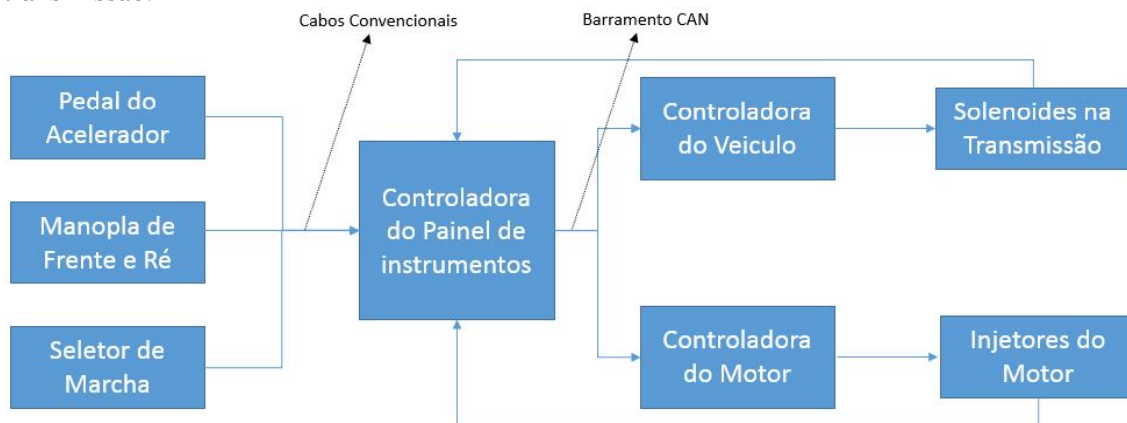 Cabos Convencionais
Barramento CAN
Pedal do
Acelerador
Manopla de
Frente e Ré
Seletor de
Marcha
Controladora
do Painel de
instrumentos
Controladora
do Veiculo
Solenoides na
Transmissão
Controladora
do Motor
Injetores do
Motor